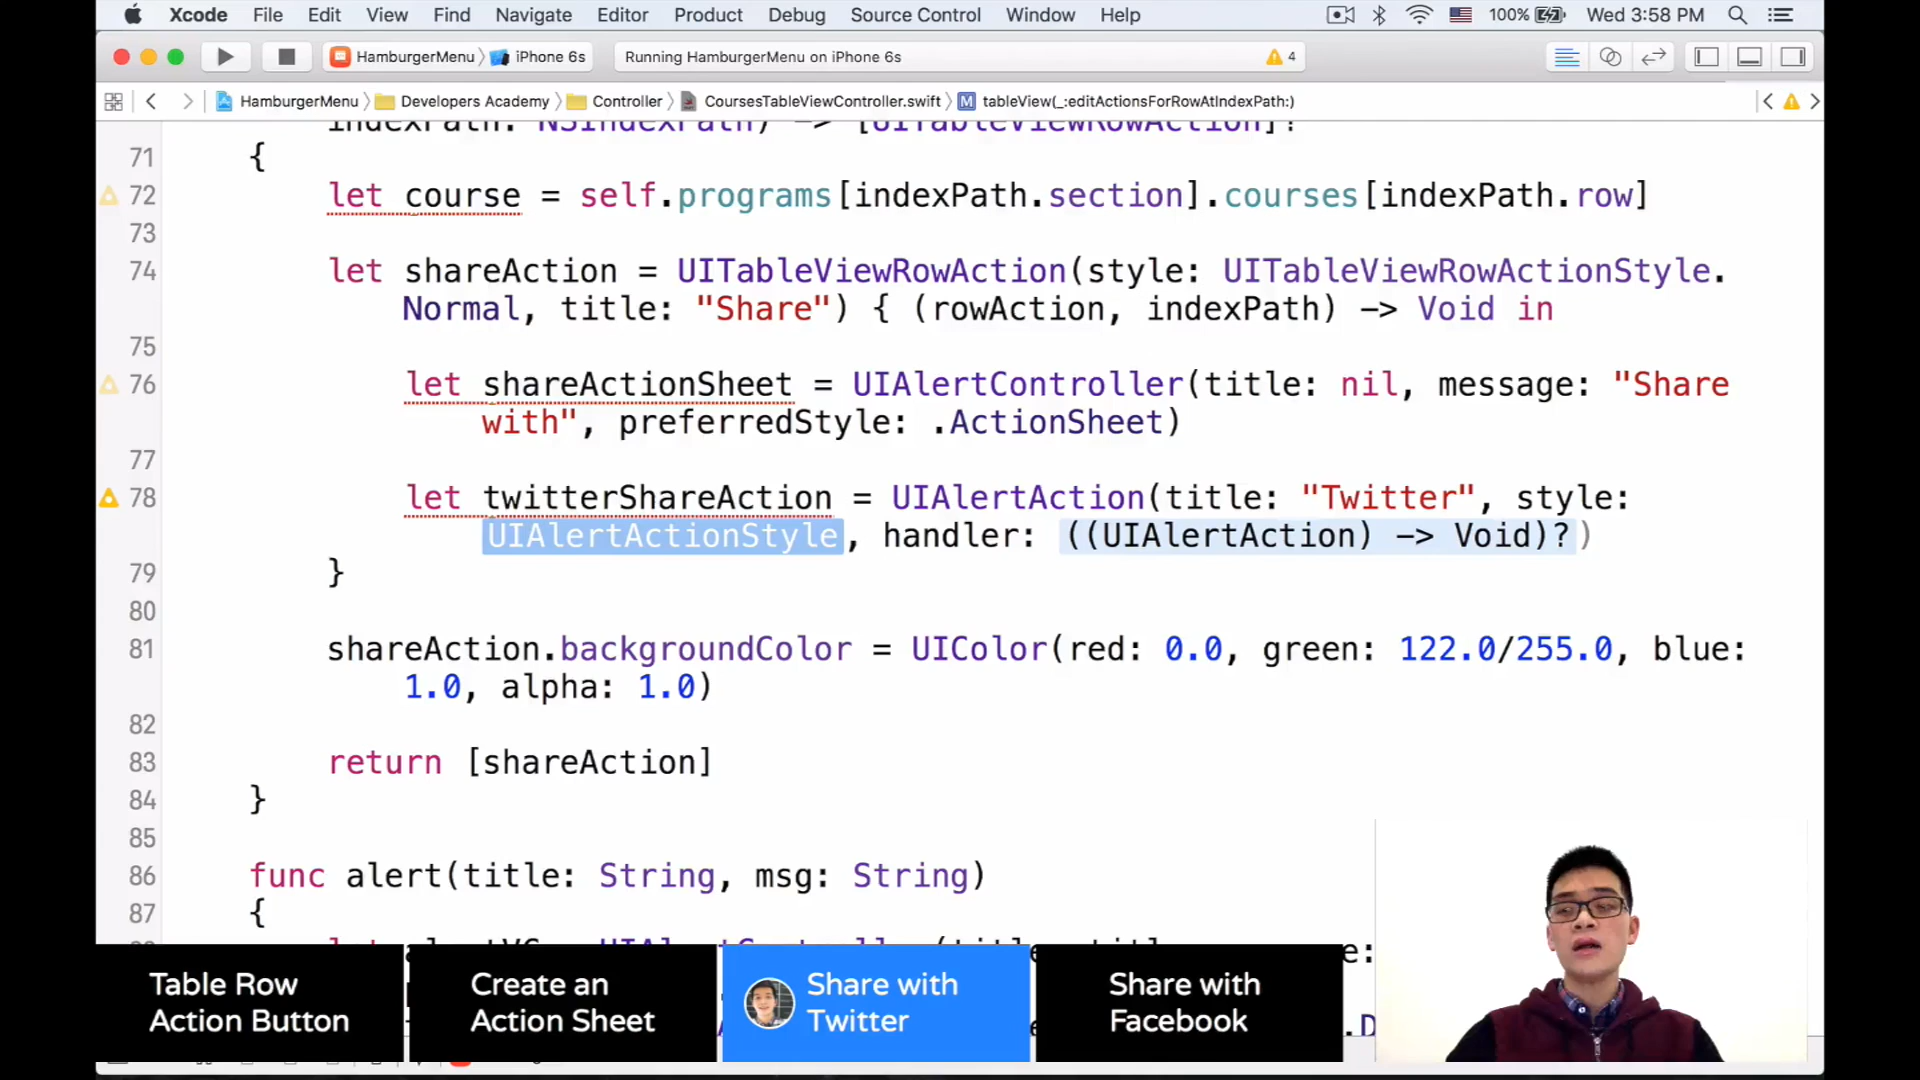 Xcode File Edit View Find Navigate Editor Product Debug Source Control Window Help 100% Wed 3:58 PM
HamburgerMenu iPhone 6s Running HamburgerMenu on iPhone 6s 4
HamburgerMenu Developers Academy Controller CoursesTableViewController.swift M tableView(_:editActionsForRowAtIndexPath:)
indexPath: NSIndexPath) -> [UITableViewRowAction]?
71 {
72 let course = self.programs[indexPath.section].courses[indexPath.row]
73
74 let shareAction = UITableViewRowAction(style: UITableViewRowActionStyle.
Normal, title: "Share") { (rowAction, indexPath) -> Void in
75
76 let shareActionSheet = UIAlertController(title: nil, message: "Share
with", preferredStyle: .ActionSheet)
77
78 let twitterShareAction = UIAlertAction(title: "Twitter", style:
UIAlertActionStyle, handler: ((UIAlertAction) -> Void)?)
79 }
80
81 shareAction.backgroundColor = UIColor(red: 0.0, green: 122.0/255.0, blue:
1.0, alpha: 1.0)
82
83 return [shareAction]
84 }
85
86 func alert(title: String, msg: String)
87 {
Table Row
Action Button
Create an
Action Sheet
Share with
Twitter
Share with
Facebook